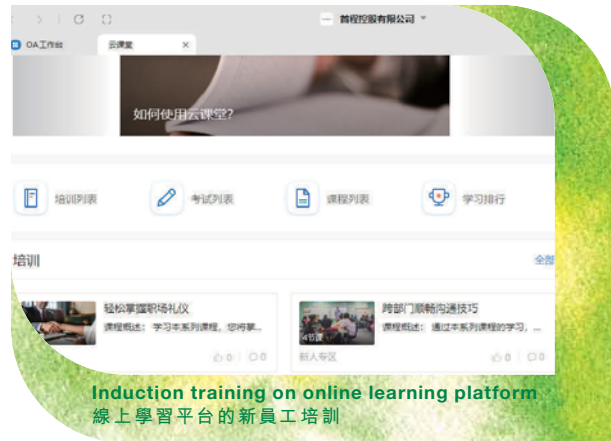 首程控股有限公司
OA工作台
云课堂
如何使用云课堂?
培训列表
考试列表
课程列表
学习排行
培训
全部
轻松掌握职场礼仪
课程概述: 学习本系列课程, 您将掌...
0 0
4节课
跨部门顺畅沟通技巧
课程概述: 通过本系列课程的学习, ...
新人专区
0 0
Induction training on online learning platform
線上學習平台的新員工培訓